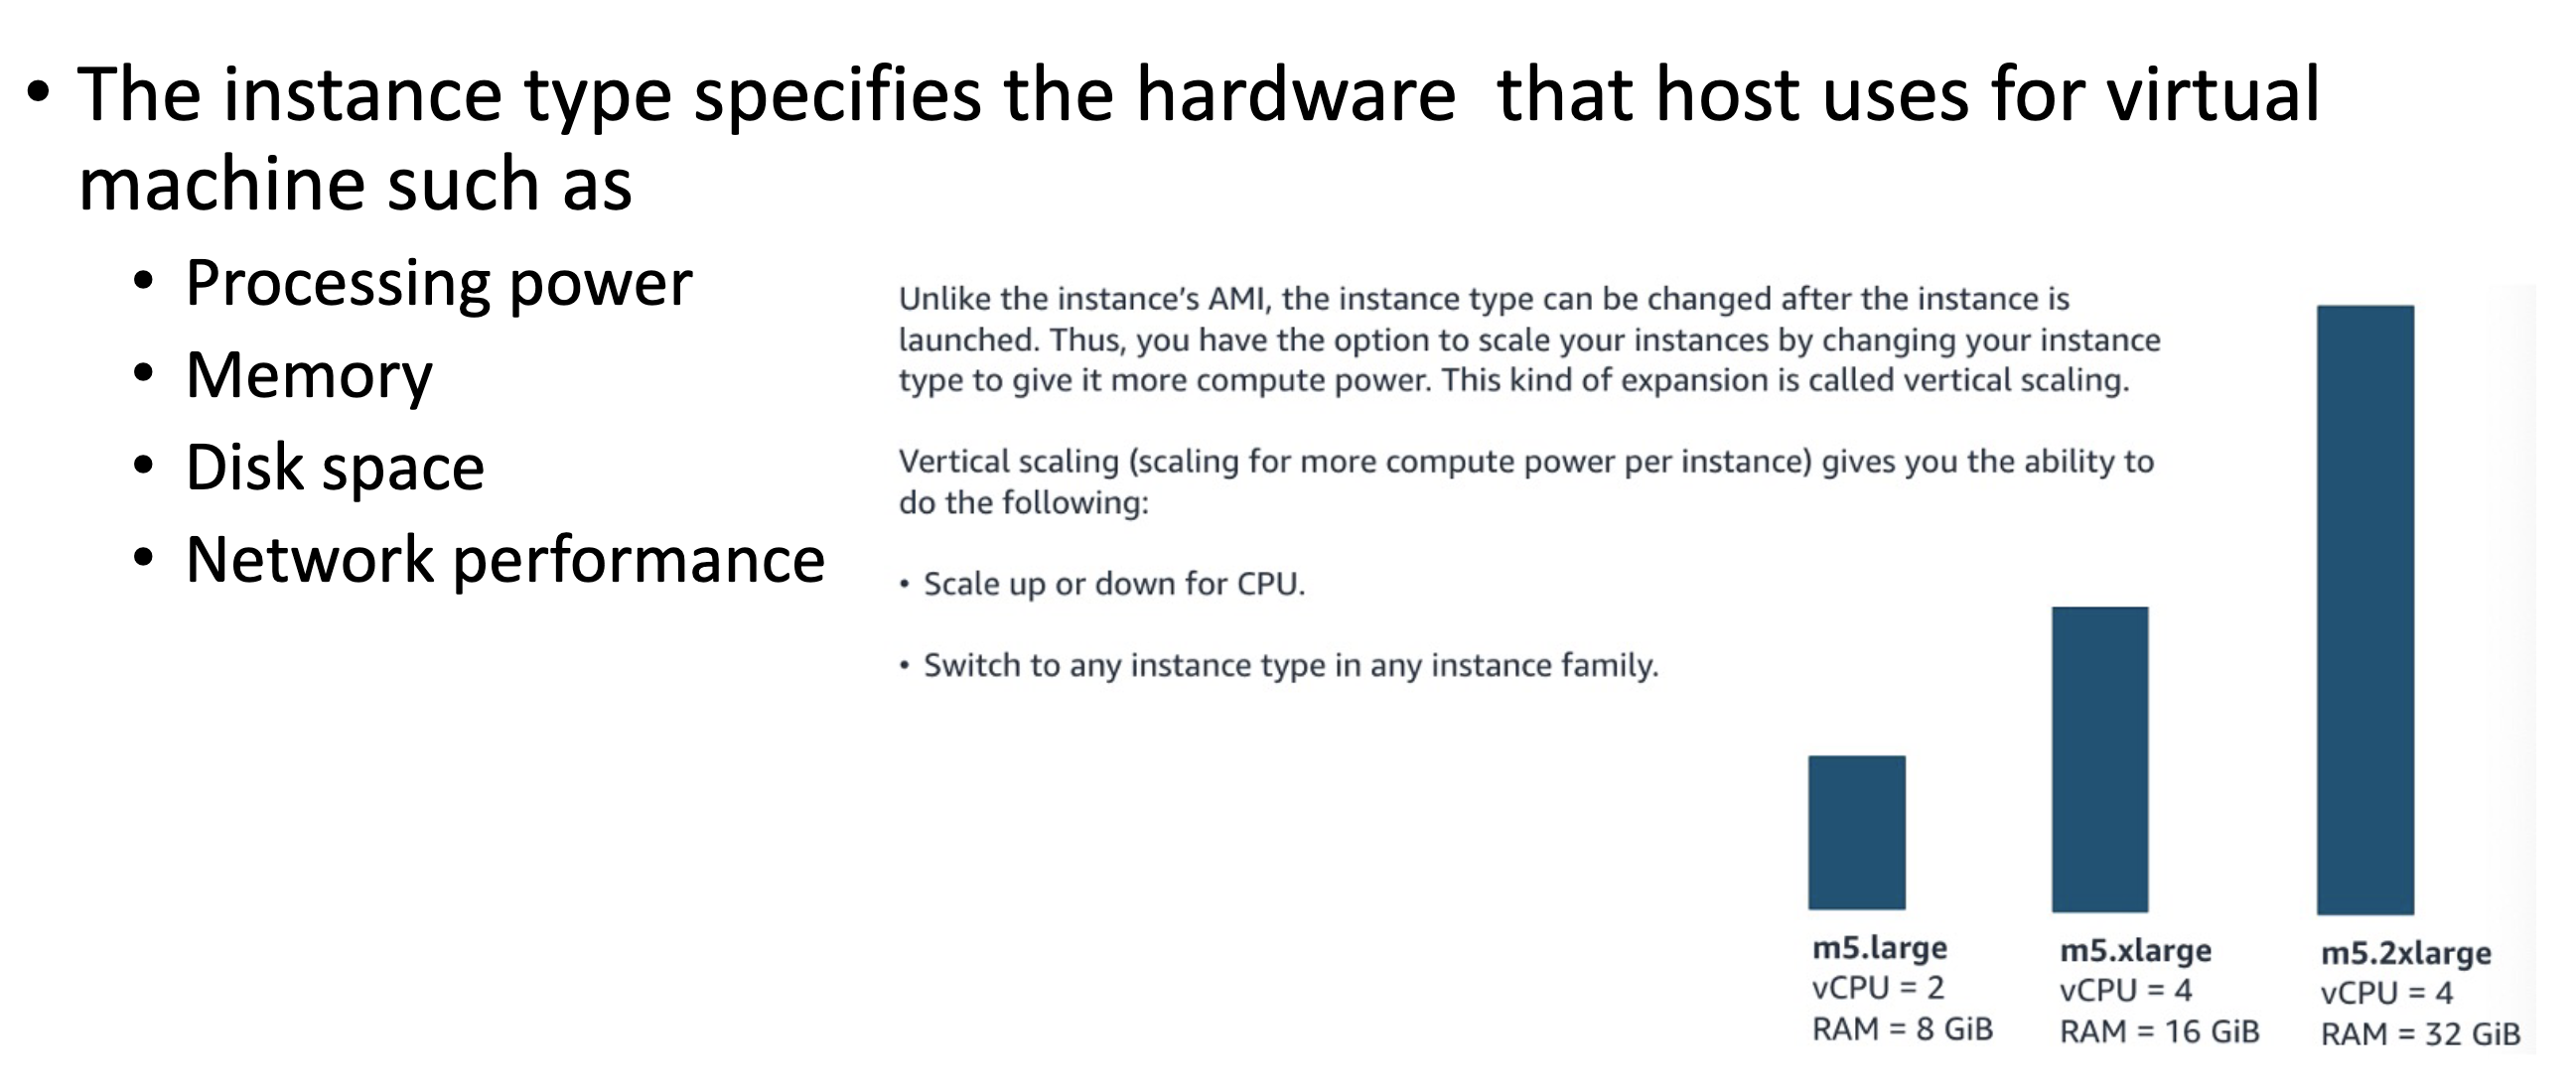 • The instance type specifies the hardware  that host uses for virtual
machine such as
• Processing power
• Memory
• Disk space
• Network performance
Unlike the instance’s AMI, the instance type can be changed after the instance is
launched. Thus, you have the option to scale your instances by changing your instance
type to give it more compute power. This kind of expansion is called vertical scaling.
Vertical scaling (scaling for more compute power per instance) gives you the ability to
do the following:
• Scale up or down for CPU.
• Switch to any instance type in any instance family.
m5.large
vCPU = 2
RAM = 8 GiB
m5.xlarge
vCPU = 4
RAM = 16 GiB
m5.2xlarge
vCPU = 4
RAM = 32 GiB